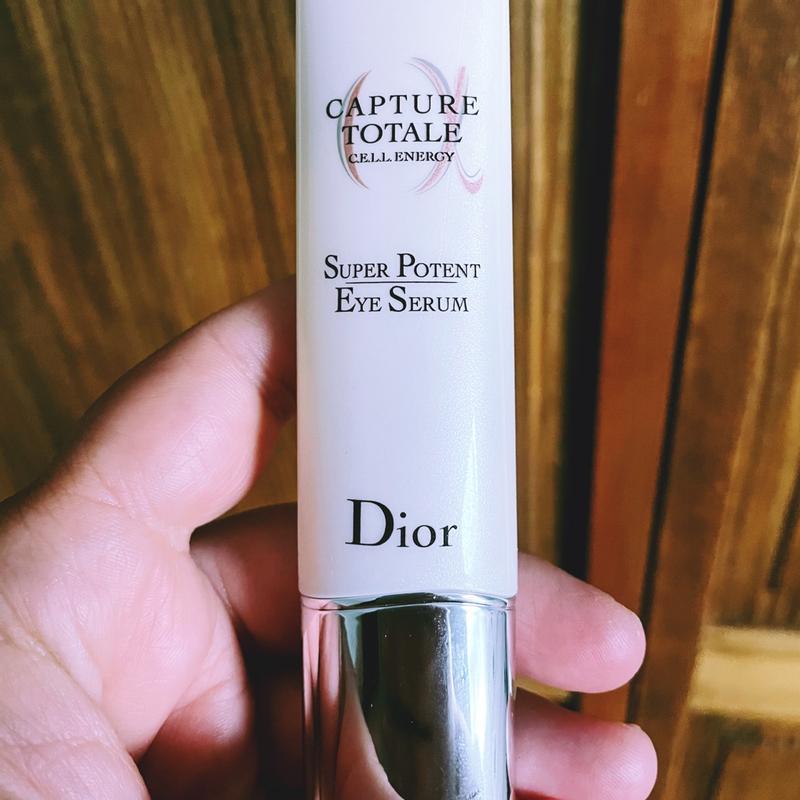 CAPTURE
TOTALE
C.E.L.L. ENERGY
SUPER POTENT
EYE SERUM
Dior